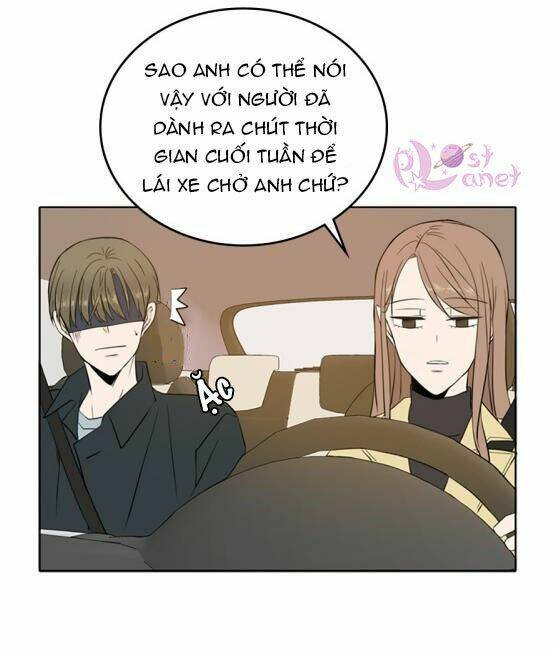 SAO ANH CÓ THỂ NÓI
VẬY VỚI NGƯỜI ĐÃ
DÀNH RA CHÚT THỜI
GIAN CUỐI TUẦN ĐỂ
LÁI XE CHỞ ANH CHỨ?
Lost
Planet
ẶC